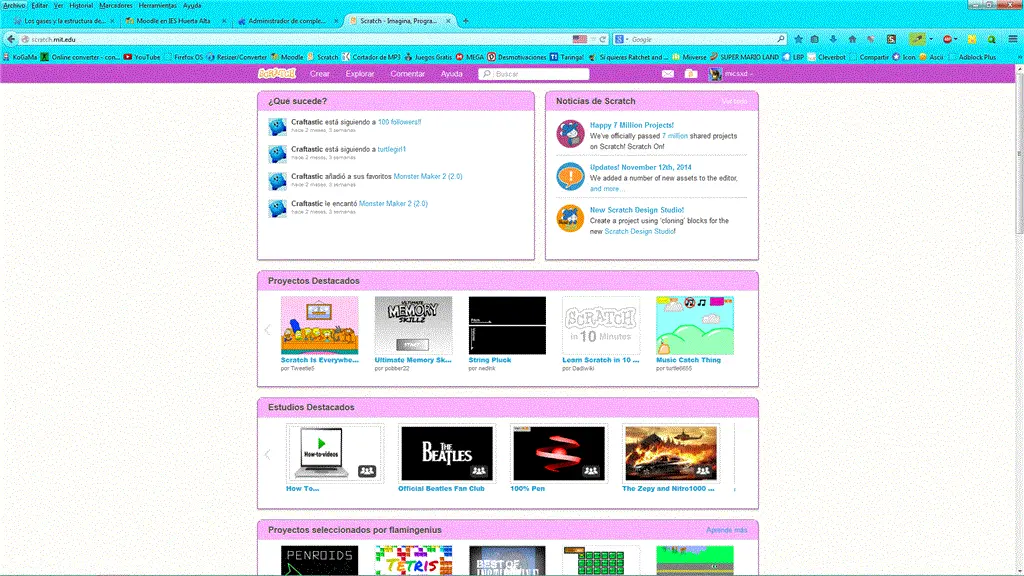 Archivo Editar Ver Historial Marcadores Herramientas Ayuda
Los gases y la estructura de... Moodle en IES Huerta Alta Administrador de comple... Scratch - Imagina, Progra...
scratch.mit.edu Google
KoGaMa Online converter - con... YouTube Firefox OS Resizer/Converter Moodle Scratch Cortador de MP3 Juegos Gratis MEGA Desmotivaciones Taringa! Si quieres Ratchet and ... Miiverse SUPER MARIO LAND LBP Cleverbot Compartir Icon Ascii Adblock Plus
SCRATCH Crear Explorar Comentar Ayuda Buscar micsxd
¿Qué sucede?
Craftastic está siguiendo a 100 followers!!
hace 2 meses, 3 semanas
Craftastic está siguiendo a turtlegirl1
hace 2 meses, 3 semanas
Craftastic añadió a sus favoritos Monster Maker 2 (2.0)
hace 2 meses, 3 semanas
Craftastic le encantó Monster Maker 2 (2.0)
hace 2 meses, 3 semanas
Noticias de Scratch Ver todo
Happy 7 Million Projects!
We've officially passed 7 million shared projects
on Scratch! Scratch On!
Updates! November 12th, 2014
We added a number of new assets to the editor,
and more...
New Scratch Design Studio!
Create a project using 'cloning' blocks for the
new Scratch Design Studio!
Proyectos Destacados
ULTIMATE
MEMORY
SKILLZ
START
Pitch
SCRATCH
in 10
Minutes
Scratch Is Everywhe... Ultimate Memory Sk... String Pluck Learn Scratch in 10 ... Music Catch Thing
por Tweetie5 por pobber22 por nedink por Dadiwiki por turtle6655
Estudios Destacados
How-to-videos
THE
BEATLES
How To... Official Beatles Fan Club 100% Pen The Zepy and Nitro1000 ...
Proyectos seleccionados por flamingenius Aprende más
PENROIDS
TETRIS
BEST OF